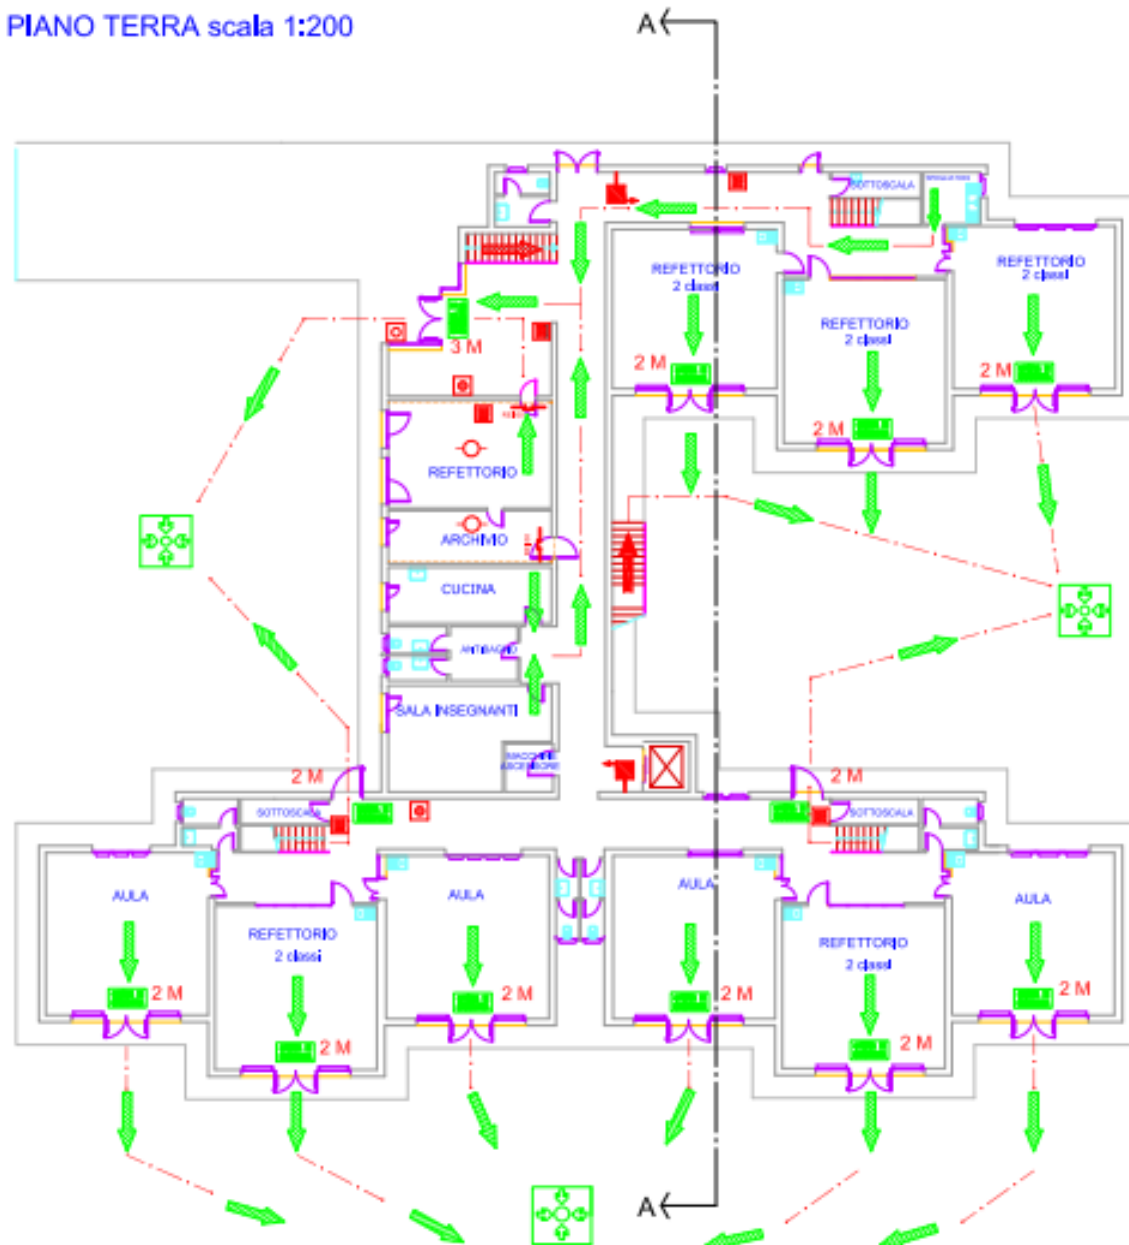 PIANO TERRA scala 1:200
A
SOTTOSCALA
REFETTORIO
2 classi
REFETTORIO
2 classi
REFETTORIO
2 classi
3 M
2 M
2 M
2 M
REFETTORIO
ARCHIVIO
CUCINA
ANTIBAGNO
SALA INSEGNANTI
MACCHINE
ASCENSORE
2 M
2 M
SOTTOSCALA
SOTTOSCALA
AULA
AULA
AULA
AULA
REFETTORIO
2 classi
REFETTORIO
2 classi
2 M
2 M
2 M
2 M
2 M
2 M
A